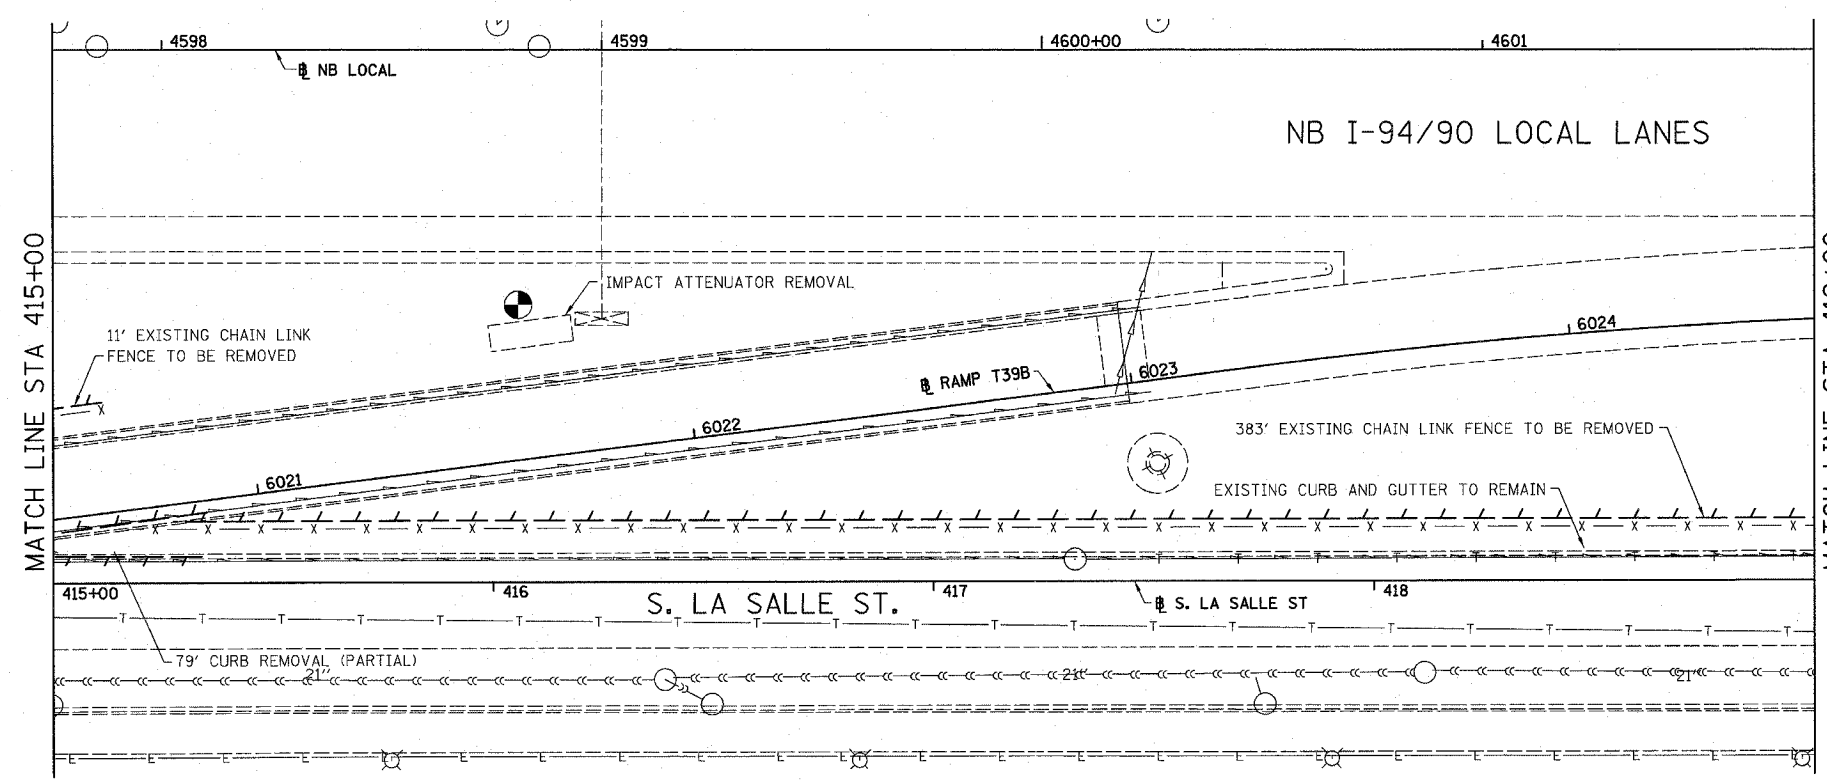 4598
4599
4600+00
4601
℄ NB LOCAL
NB I-94/90 LOCAL LANES
MATCH LINE STA 415+00
IMPACT ATTENUATOR REMOVAL
11' EXISTING CHAIN LINK
FENCE TO BE REMOVED
6024
6023
℄ RAMP T39B
6022
383' EXISTING CHAIN LINK FENCE TO BE REMOVED
6021
EXISTING CURB AND GUTTER TO REMAIN
415+00
416
417
418
S. LA SALLE ST.
℄ S. LA SALLE ST
79' CURB REMOVAL (PARTIAL)
21"
21"
21"